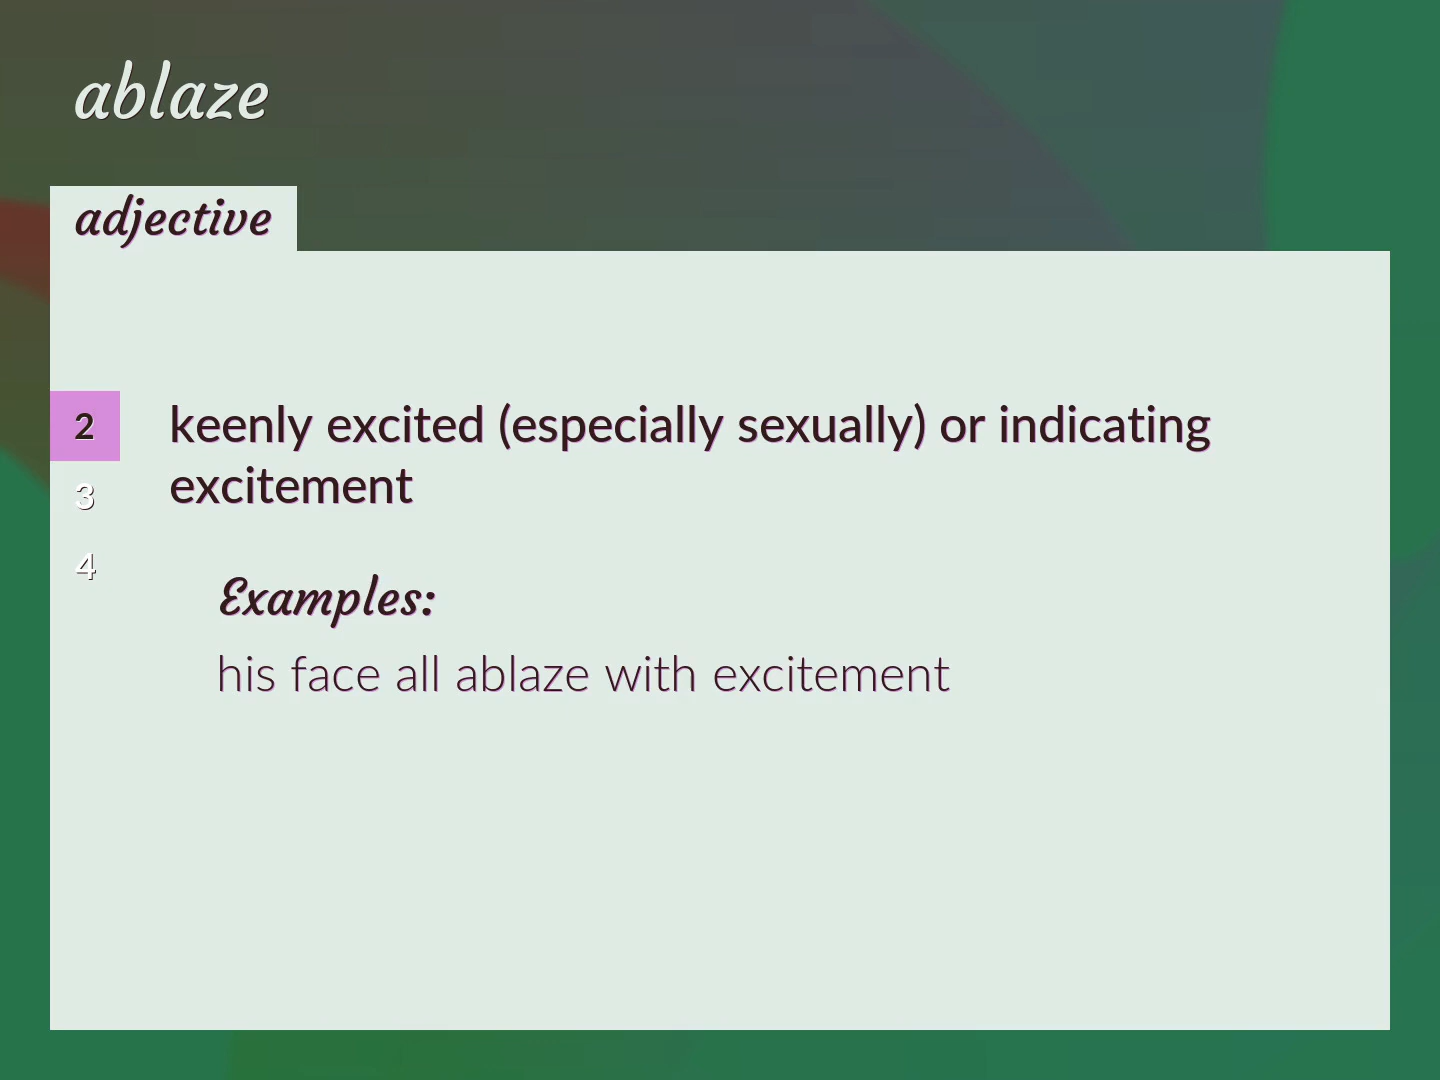 ablaze
adjective
2
keenly excited (especially sexually) or indicating
excitement
3
4
Examples:
his face all ablaze with excitement